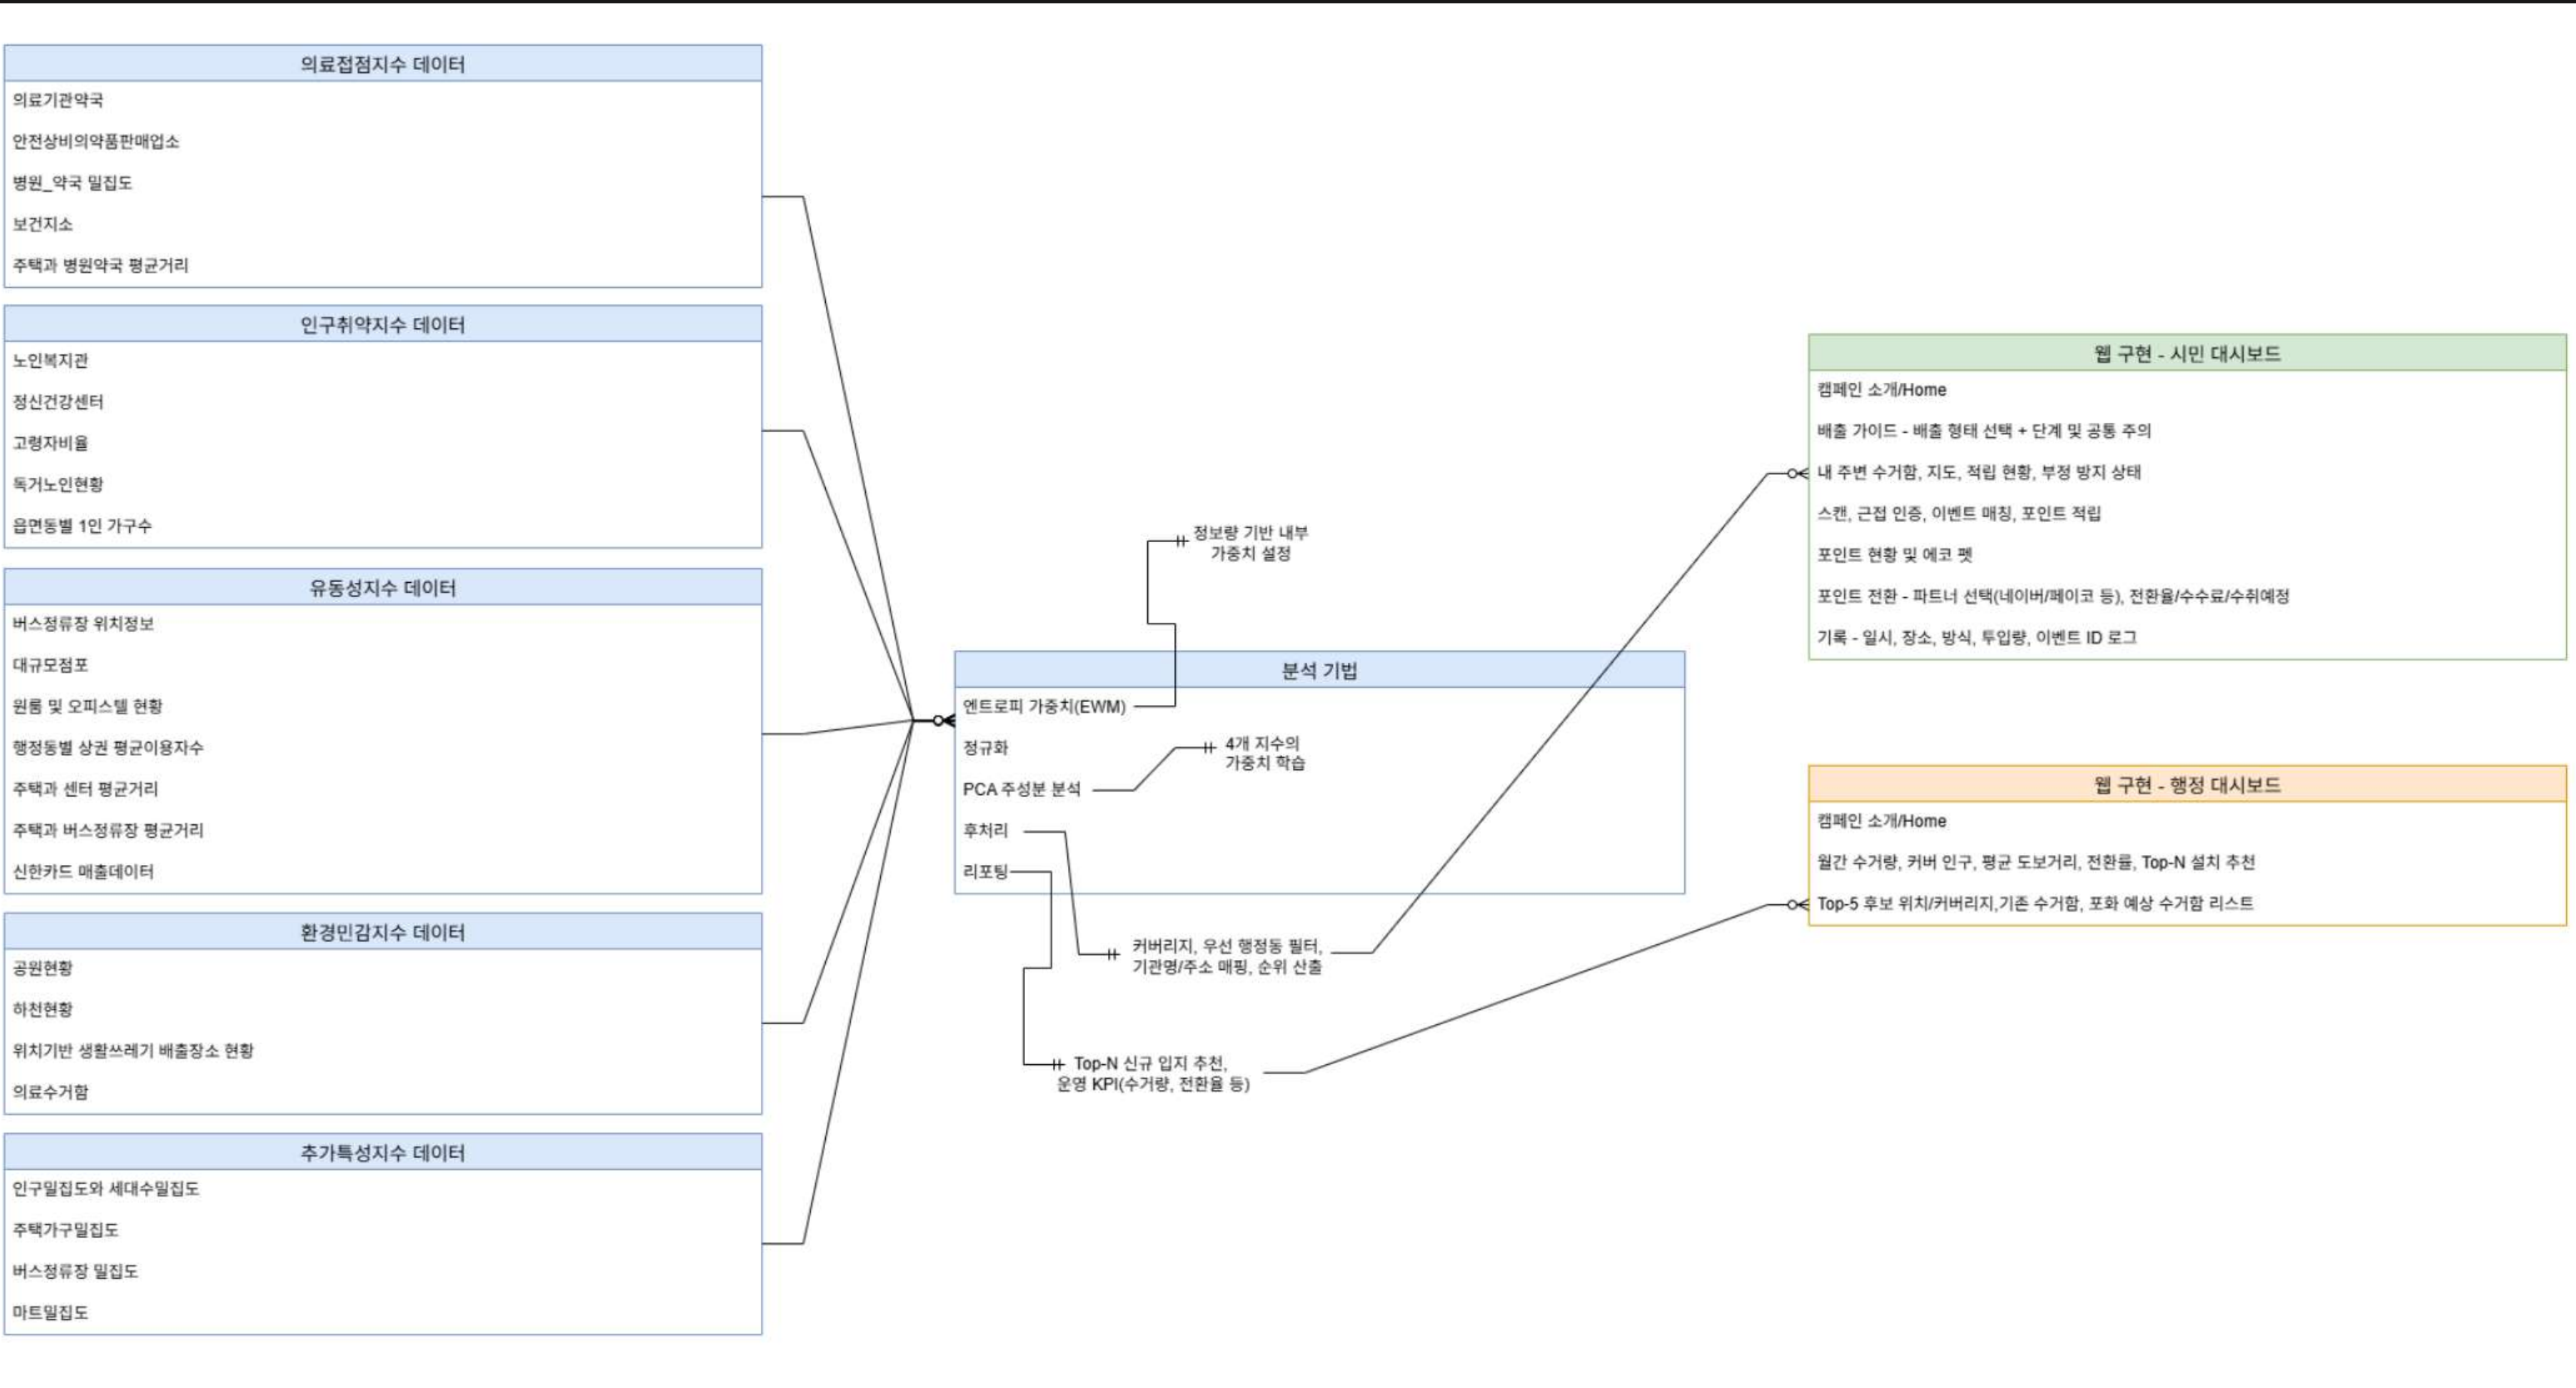 의료접점지수 데이터
의료기관약국
안전상비의약품판매업소
병원_약국 밀집도
보건지소
주택과 병원약국 평균거리
인구취약지수 데이터
노인복지관
정신건강센터
고령자비율
독거노인현황
읍면동별 1인 가구수
유동성지수 데이터
버스정류장 위치정보
대규모점포
원룸 및 오피스텔 현황
행정동별 상권 평균이용자수
주택과 센터 평균거리
주택과 버스정류장 평균거리
신한카드 매출데이터
환경민감지수 데이터
공원현황
하천현황
위치기반 생활쓰레기 배출장소 현황
의료수거함
추가특성지수 데이터
인구밀집도와 세대수밀집도
주택가구밀집도
버스정류장 밀집도
마트밀집도
정보량 기반 내부
가중치 설정
분석 기법
엔트로피 가중치(EWM)
정규화
4개 지수의
가중치 학습
PCA 주성분 분석
후처리
리포팅
커버리지, 우선 행정동 필터,
기관명/주소 매핑, 순위 산출
Top-N 신규 입지 추천,
운영 KPI(수거량, 전환율 등)
웹 구현 - 시민 대시보드
캠페인 소개/Home
배출 가이드 - 배출 형태 선택 + 단계 및 공통 주의
내 주변 수거함, 지도, 적립 현황, 부정 방지 상태
스캔, 근접 인증, 이벤트 매칭, 포인트 적립
포인트 현황 및 에코 펫
포인트 전환 - 파트너 선택(네이버/페이코 등), 전환율/수수료/수취예정
기록 - 일시, 장소, 방식, 투입량, 이벤트 ID 로그
웹 구현 - 행정 대시보드
캠페인 소개/Home
월간 수거량, 커버 인구, 평균 도보거리, 전환률, Top-N 설치 추천
Top-5 후보 위치/커버리지,기존 수거함, 포화 예상 수거함 리스트